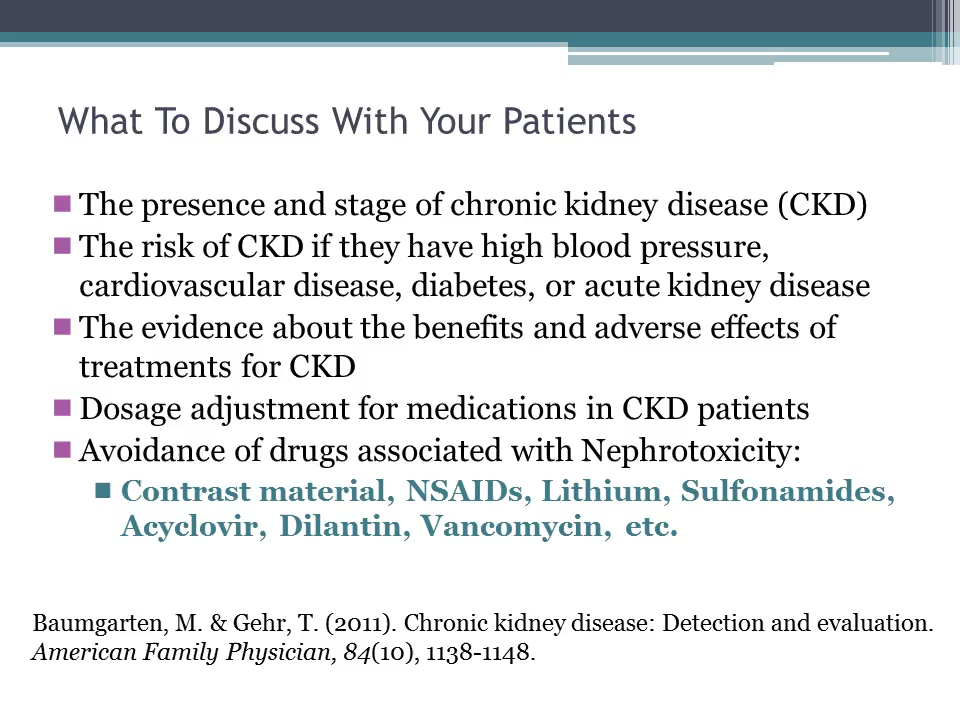 What To Discuss With Your Patients
The presence and stage of chronic kidney disease (CKD)
The risk of CKD if they have high blood pressure,
cardiovascular disease, diabetes, or acute kidney disease
The evidence about the benefits and adverse effects of
treatments for CKD
Dosage adjustment for medications in CKD patients
Avoidance of drugs associated with Nephrotoxicity:
Contrast material, NSAIDs, Lithium, Sulfonamides,
Acyclovir, Dilantin, Vancomycin, etc.
Baumgarten, M. & Gehr, T. (2011). Chronic kidney disease: Detection and evaluation.
American Family Physician, 84(10), 1138-1148.